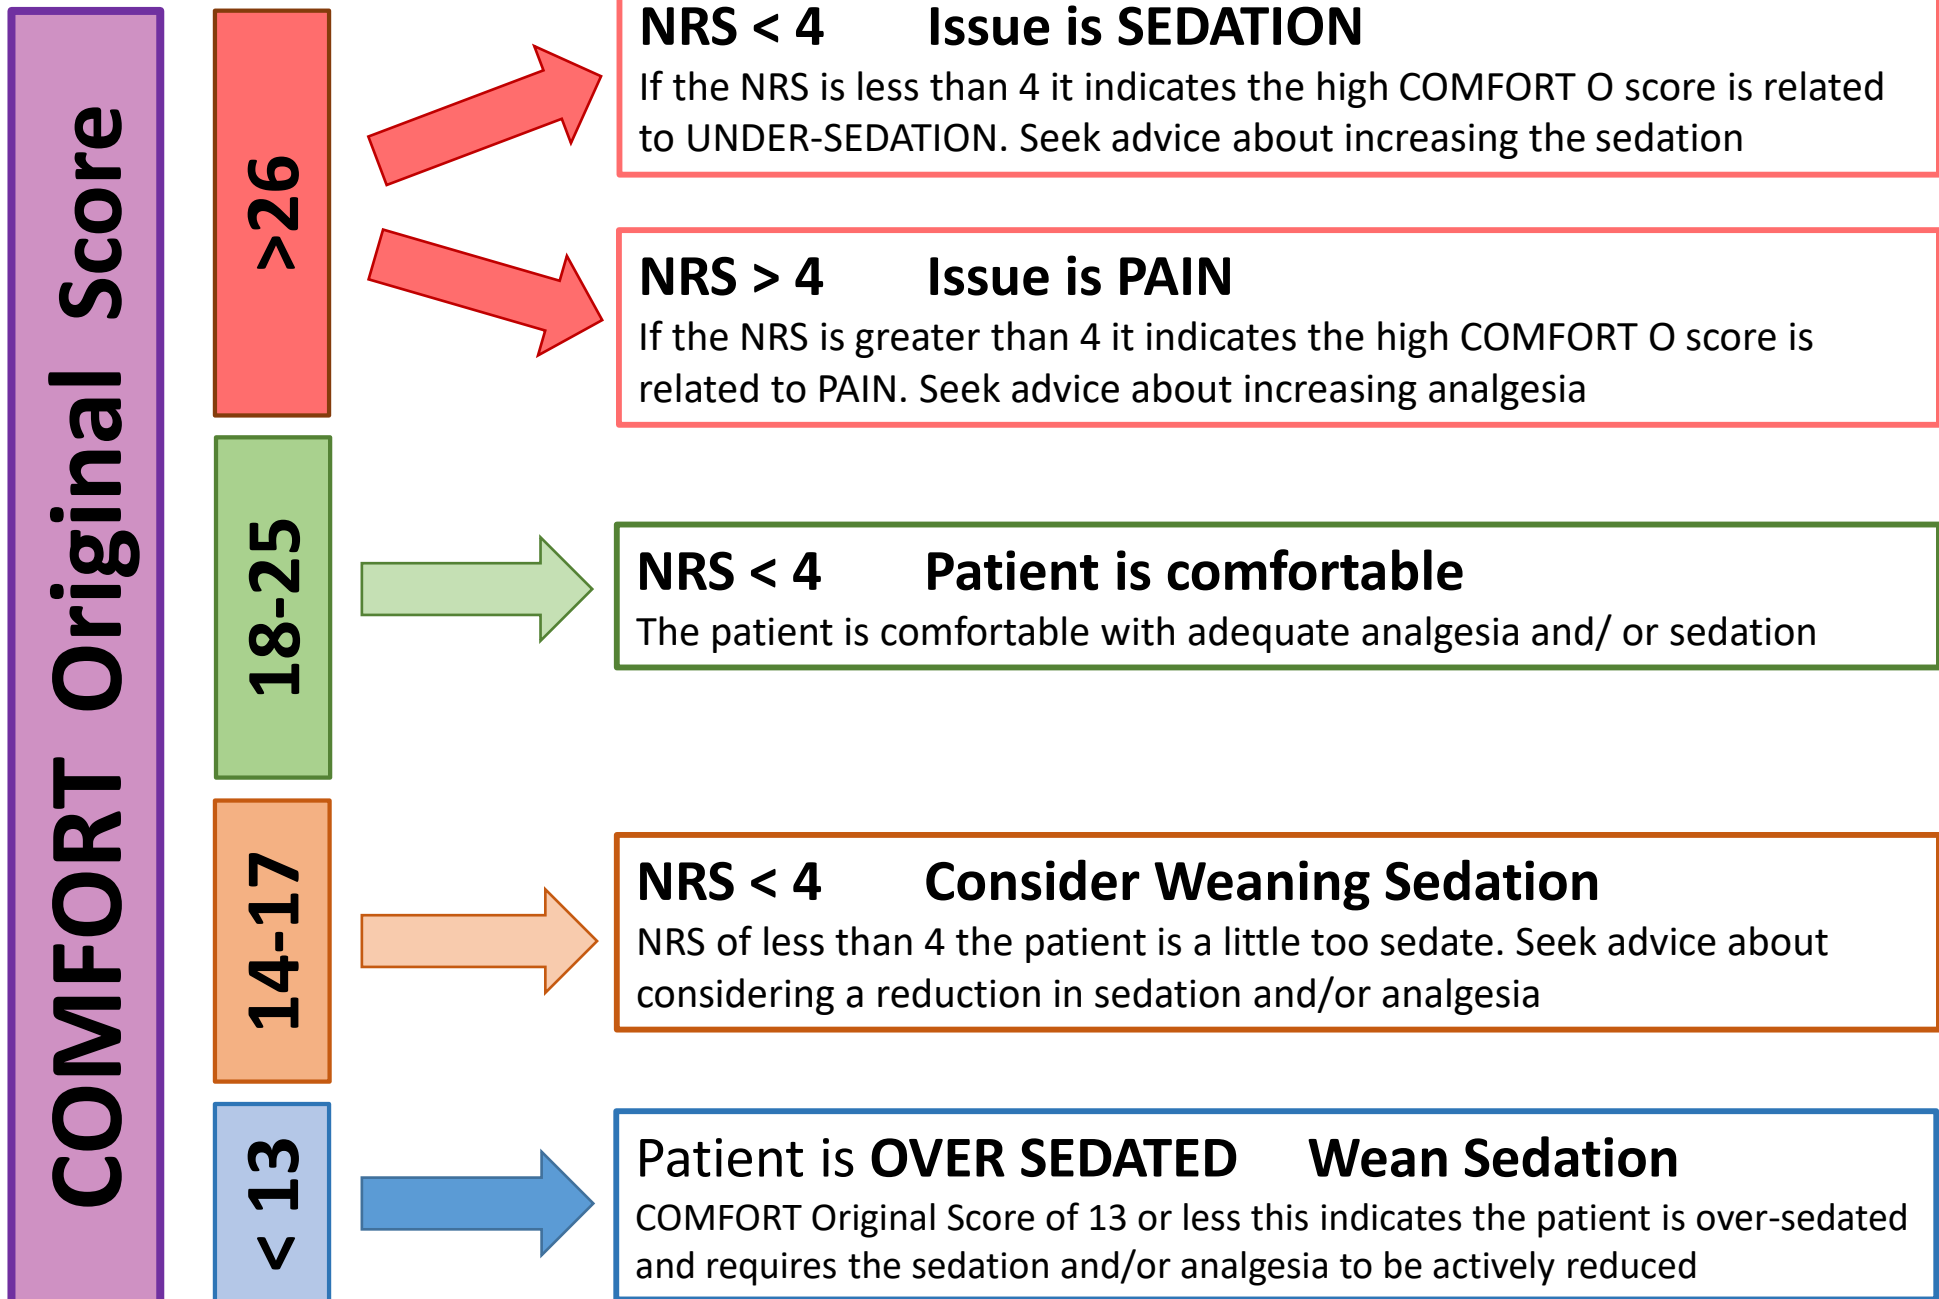 COMFORT Original Score
>26
NRS < 4 Issue is SEDATION
If the NRS is less than 4 it indicates the high COMFORT O score is related
to UNDER-SEDATION. Seek advice about increasing the sedation
NRS > 4 Issue is PAIN
If the NRS is greater than 4 it indicates the high COMFORT O score is
related to PAIN. Seek advice about increasing analgesia
18-25
NRS < 4 Patient is comfortable
The patient is comfortable with adequate analgesia and/ or sedation
14-17
NRS < 4 Consider Weaning Sedation
NRS of less than 4 the patient is a little too sedate. Seek advice about
considering a reduction in sedation and/or analgesia
< 13
Patient is OVER SEDATED Wean Sedation
COMFORT Original Score of 13 or less this indicates the patient is over-sedated
and requires the sedation and/or analgesia to be actively reduced